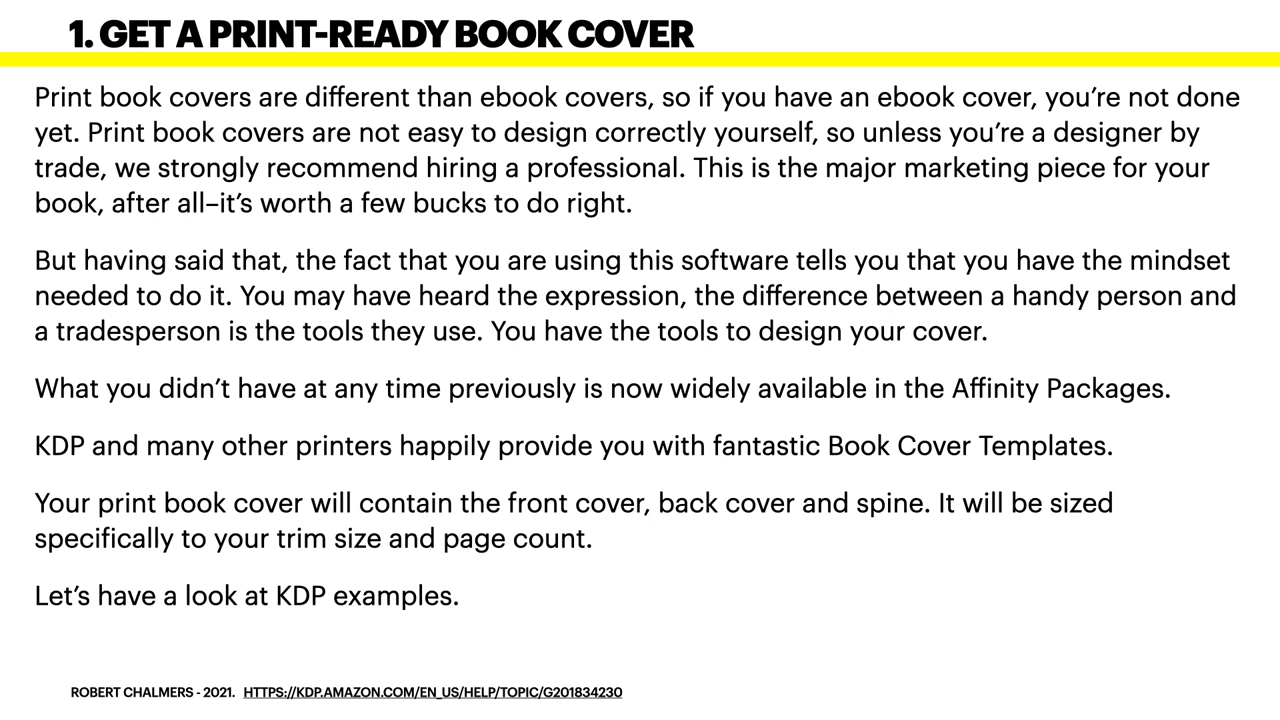 1. GET A PRINT-READY BOOK COVER
Print book covers are different than ebook covers, so if you have an ebook cover, you’re not done
yet. Print book covers are not easy to design correctly yourself, so unless you’re a designer by
trade, we strongly recommend hiring a professional. This is the major marketing piece for your
book, after all–it’s worth a few bucks to do right.
But having said that, the fact that you are using this software tells you that you have the mindset
needed to do it. You may have heard the expression, the difference between a handy person and
a tradesperson is the tools they use. You have the tools to design your cover.
What you didn’t have at any time previously is now widely available in the Affinity Packages.
KDP and many other printers happily provide you with fantastic Book Cover Templates.
Your print book cover will contain the front cover, back cover and spine. It will be sized
specifically to your trim size and page count.
Let’s have a look at KDP examples.
ROBERT CHALMERS - 2021. HTTPS://KDP.AMAZON.COM/EN_US/HELP/TOPIC/G201834230